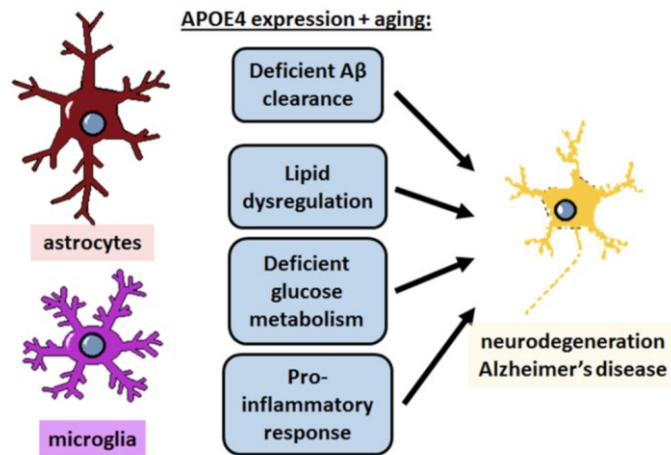 APOE4 expression + aging:
Deficient Aβ
clearance
Lipid
dysregulation
Deficient
glucose
metabolism
Pro-
inflammatory
response
astrocytes
microglia
neurodegeneration
Alzheimer's disease